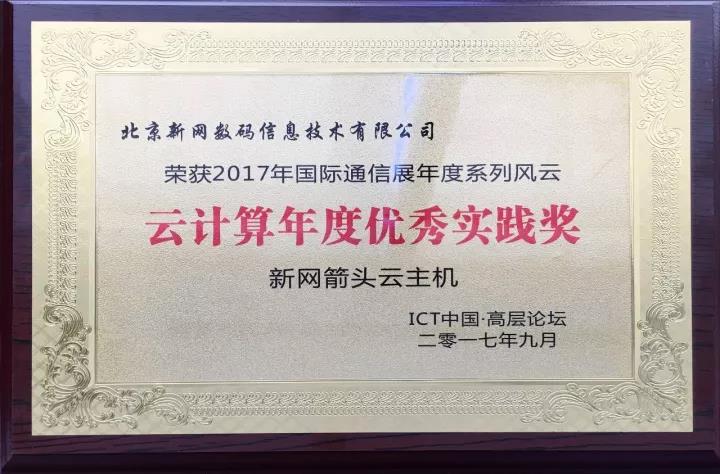 北京新网数码信息技术有限公司
荣获2017年国际通信展年度系列风云
云计算年度优秀实践奖
新网箭头云主机
ICT中国·高层论坛
二零一七年九月